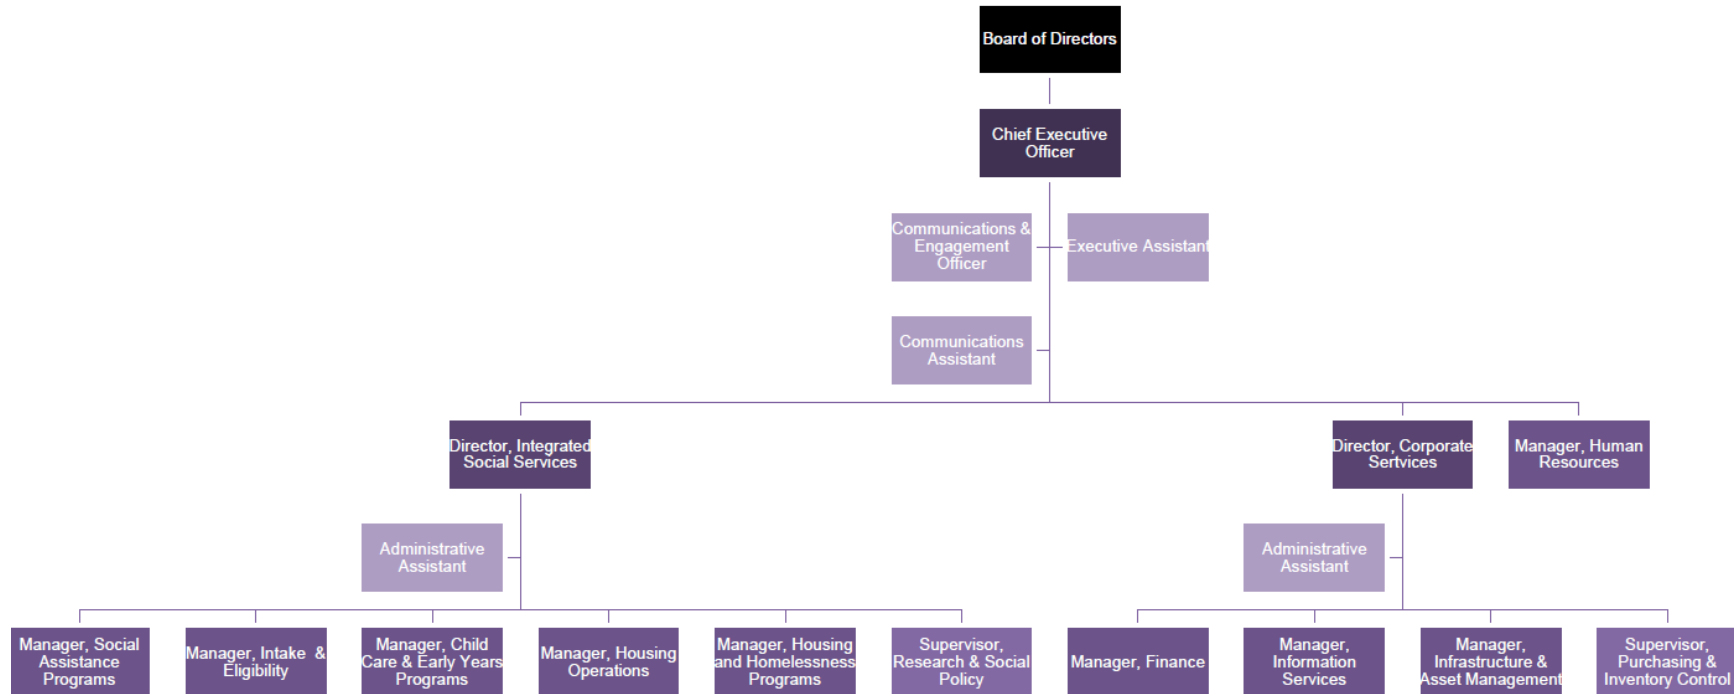 Board of Directors
Chief Executive
Officer
Communications &
Engagement
Officer
Executive Assistant
Communications
Assistant
Director, Integrated
Social Services
Director, Corporate
Sertvices
Manager, Human
Resources
Administrative
Assistant
Administrative
Assistant
Manager, Social
Assistance
Programs
Manager, Intake &
Eligibility
Manager, Child
Care & Early Years
Programs
Manager, Housing
Operations
Manager, Housing
and Homelessness
Programs
Supervisor,
Research & Social
Policy
Manager, Finance
Manager,
Information
Services
Manager,
Infrastructure &
Asset Management
Supervisor,
Purchasing &
Inventory Control